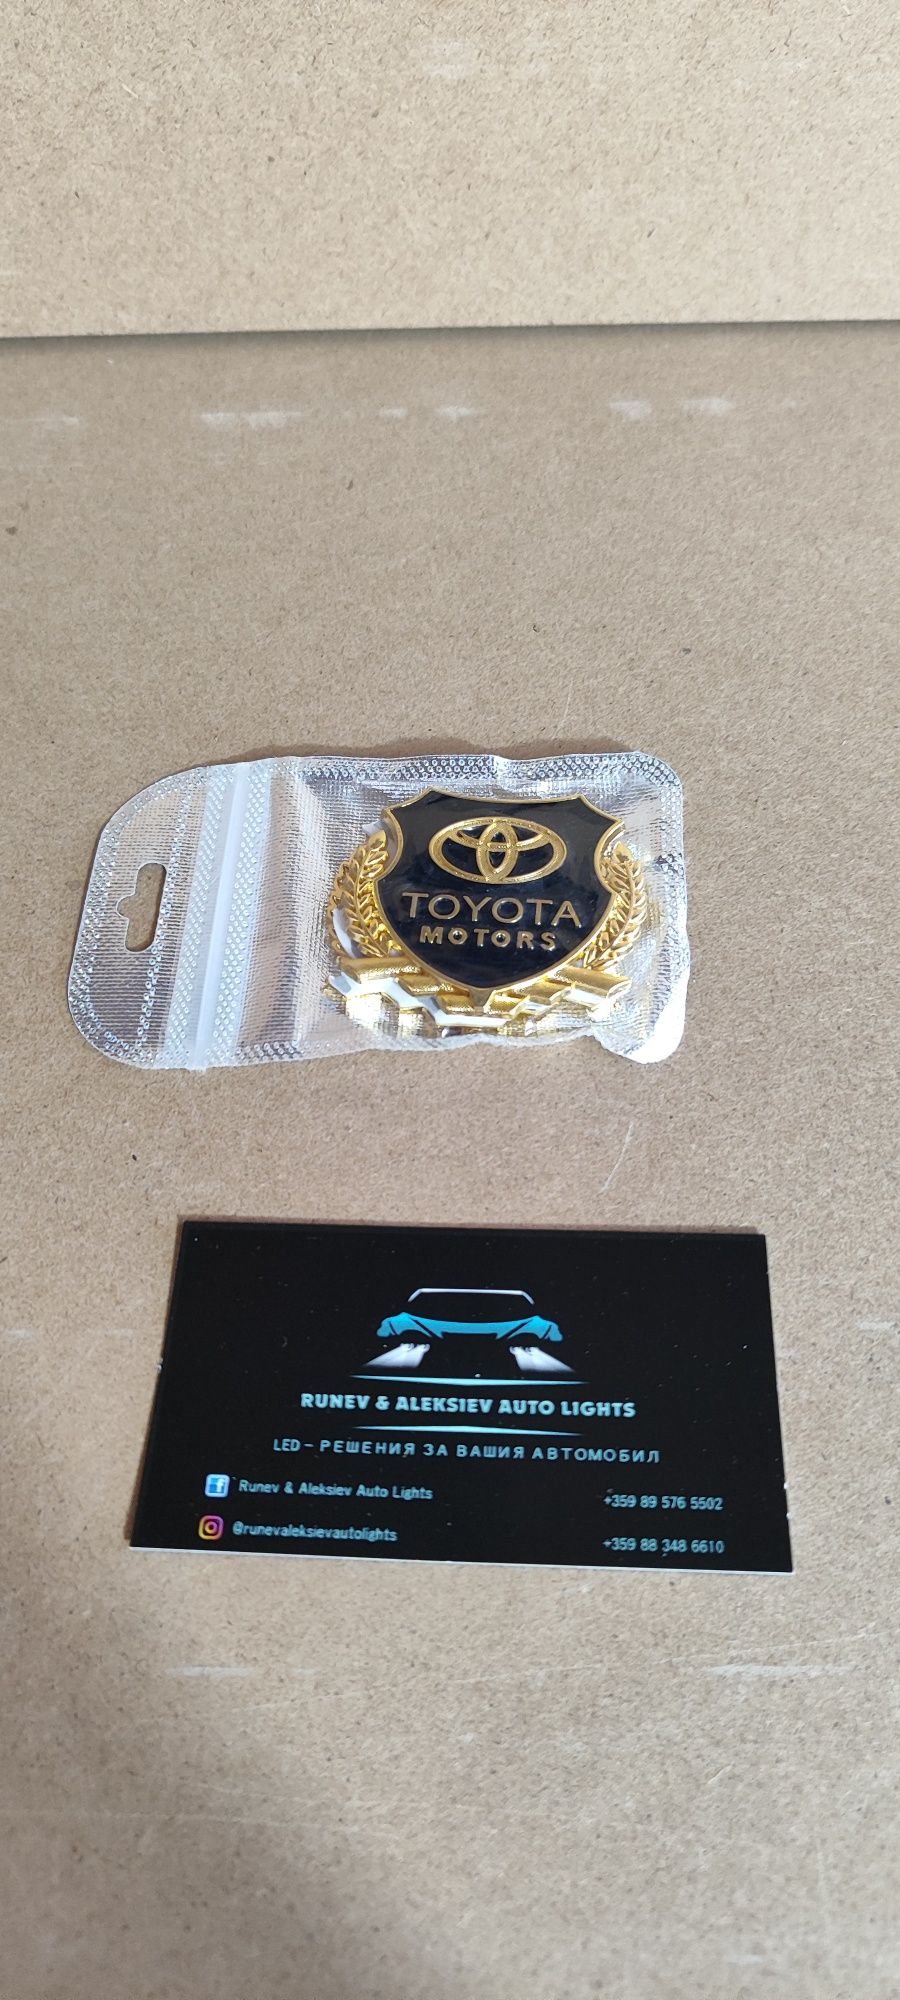 TOYOTA
MOTORS
RUNEV & ALEKSIEV AUTO LIGHTS
LED - РЕШЕНИЯ ЗА ВАШИЯ АВТОМОБИЛ
Runev & Aleksiev Auto Lights
+359 89 576 5502
@runevaleksievautolights
+359 88 348 6610